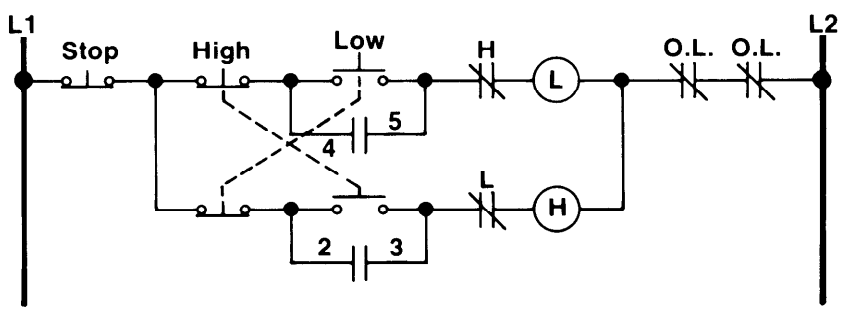 L1 L2
Stop High Low H L O.L. O.L.
4 5
L H
2 3